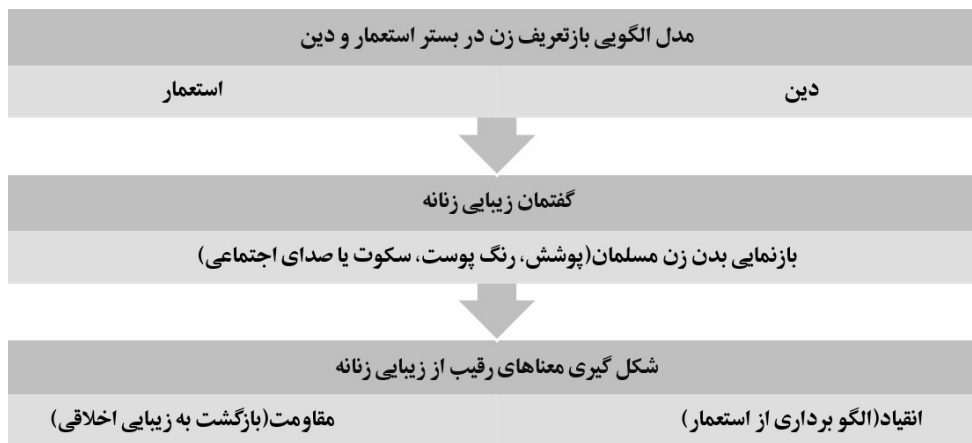 مدل الگویی بازتعریف زن در بستر استعمار و دین
دین استعمار
گفتمان زیبایی زنانه
بازنمایی بدن زن مسلمان(پوشش، رنگ پوست، سکوت یا صدای اجتماعی)
شکل گیری معناهای رقیب از زیبایی زنانه
انقیاد(الگو برداری از استعمار) مقاومت(بازگشت به زیبایی اخلاقی)